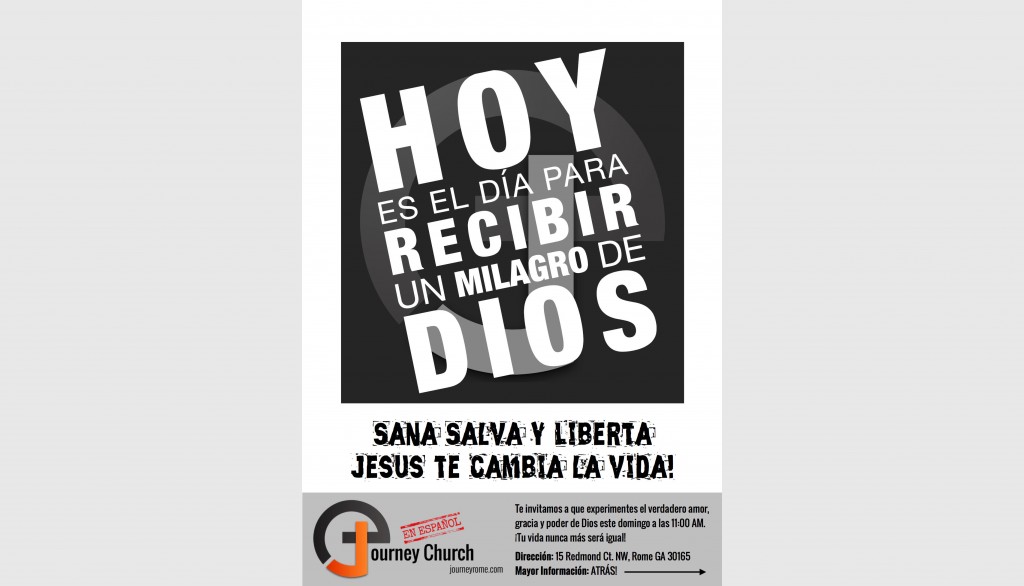 HOY
ES EL DÍA PARA
RECIBIR
UN MILAGRO DE
DIOS
SANA SALVA Y LIBERTA
JESUS TE CAMBIA LA VIDA!
EN ESPAÑOL
Journey Church
journeyrome.com
Te invitamos a que experimentes el verdadero amor,
gracia y poder de Dios este domingo a las 11:00 AM.
¡Tu vida nunca más será igual!
Dirección: 15 Redmond Ct. NW, Rome GA 30165
Mayor Información: ATRÁS!